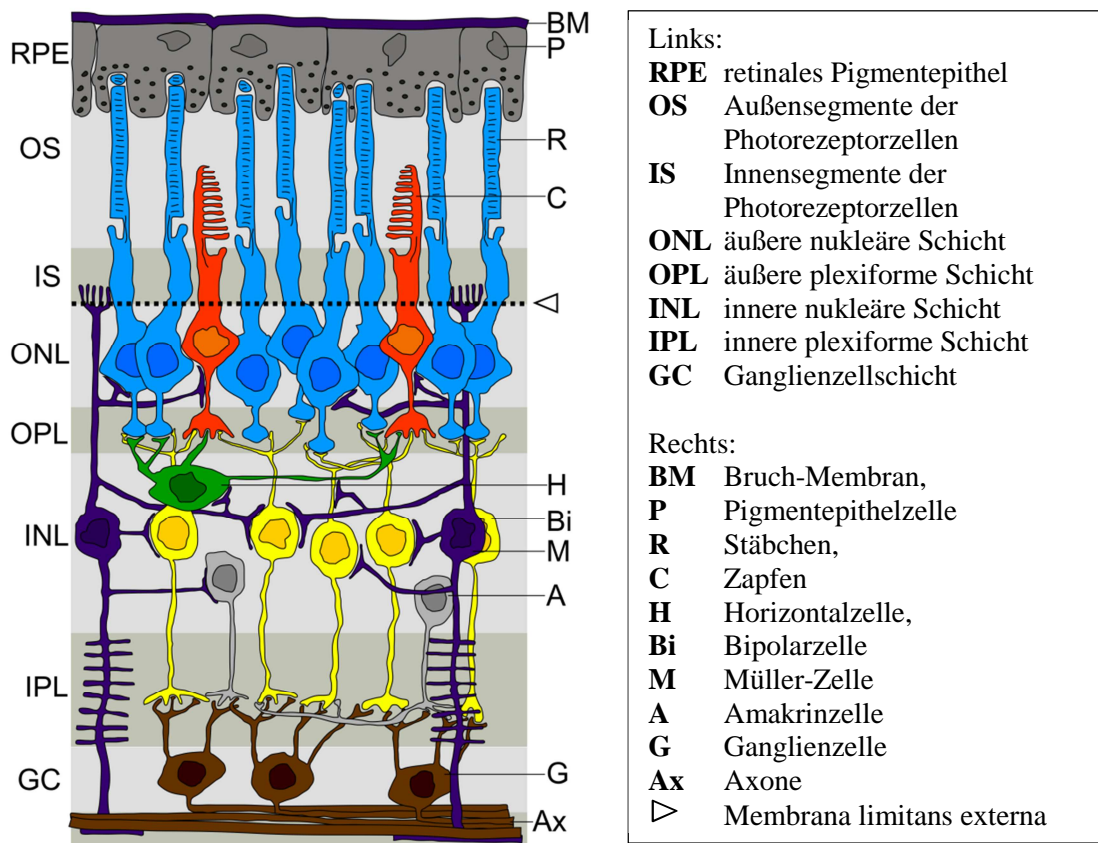 RPE
OS
IS
ONL
OPL
INL
IPL
GC
BM
P
R
C
H
Bi
M
A
G
Ax
Links:
RPE retinales Pigmentepithel
OS Außensegmente der
Photorezeptorzellen
IS Innensegmente der
Photorezeptorzellen
ONL äußere nukleäre Schicht
OPL äußere plexiforme Schicht
INL innere nukleäre Schicht
IPL innere plexiforme Schicht
GC Ganglienzellschicht
Rechts:
BM Bruch-Membran,
P Pigmentepithelzelle
R Stäbchen,
C Zapfen
H Horizontalzelle,
Bi Bipolarzelle
M Müller-Zelle
A Amakrinzelle
G Ganglienzelle
Ax Axone
▷ Membrana limitans externa